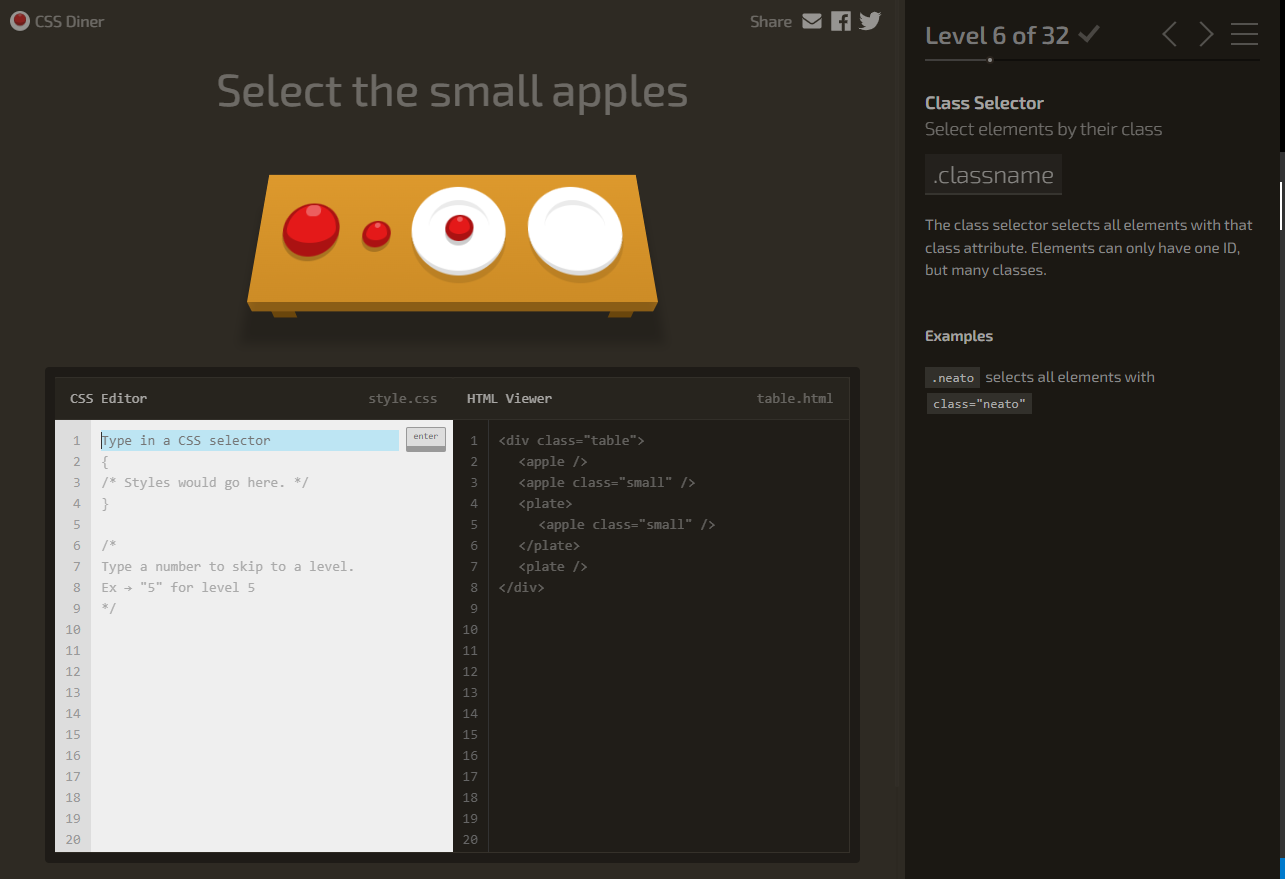 CSS Diner
Share
Select the small apples
CSS Editor
style.css
HTML Viewer
table.html
1
2
3
4
5
6
7
8
9
10
11
12
13
14
15
16
17
18
19
20
Type in a CSS selector
enter
{
/* Styles would go here. */
}
/*
Type a number to skip to a level.
Ex → "5" for level 5
*/
1
2
3
4
5
6
7
8
9
10
11
12
13
14
15
16
17
18
19
20
<div class="table">
<apple />
<apple class="small" />
<plate>
<apple class="small" />
</plate>
<plate />
</div>
Level 6 of 32
Class Selector
Select elements by their class
.classname
The class selector selects all elements with that
class attribute. Elements can only have one ID,
but many classes.
Examples
.neato selects all elements with
class="neato"